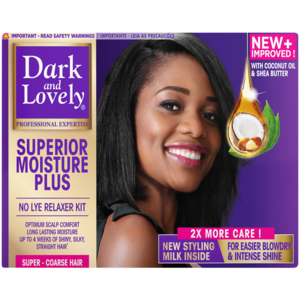 IMPORTANT - READ SAFETY WARNINGS
IMPORTANTE - LEIA AS PRECAUÇÕES
Dark
and
Lovely®
PROFESSIONAL EXPERTISE
SUPERIOR
MOISTURE
PLUS
NO LYE RELAXER KIT
OPTIMUM SCALP COMFORT
LONG LASTING MOISTURE
UP TO 4 WEEKS OF SHINY, SILKY,
STRAIGHT HAIR*
SUPER - COARSE HAIR
NEW+
IMPROVED!
WITH COCONUT OIL
& SHEA BUTTER
2X MORE CARE !
NEW STYLING
MILK INSIDE
FOR EASIER BLOWDRY
& INTENSE SHINE